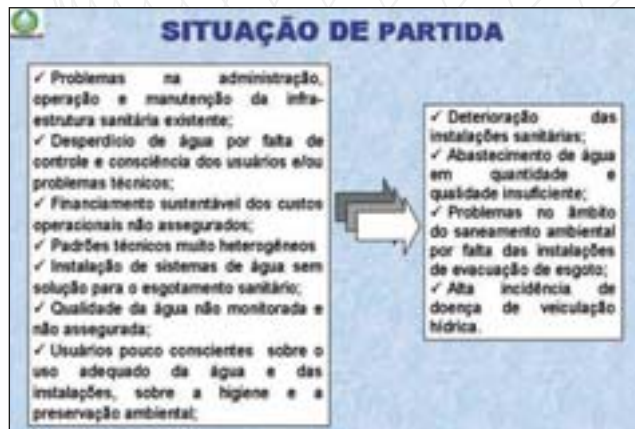 SITUAÇÃO DE PARTIDA
✓ Problemas na administração,
operação e manutenção da infra-
estrutura sanitária existente;
✓ Desperdício de água por falta de
controle e consciência dos usuários e/ou
problemas técnicos;
✓ Financiamento sustentável dos custos
operacionais não assegurados;
✓ Padrões técnicos muito heterogêneos
✓ Instalação de sistemas de água sem
solução para o esgotamento sanitário;
✓ Qualidade da água não monitorada e
não assegurada;
✓ Usuários pouco conscientes sobre o
uso adequado da água e das
instalações, sobre a higiene e a
preservação ambiental;
✓ Deterioração das
instalações sanitárias;
✓ Abastecimento de água
em quantidade e
qualidade insuficiente;
✓ Problemas no âmbito
do saneamento ambiental
por falta das instalações
de evacuação de esgoto;
✓ Alta incidência de
doença de veiculação
hídrica.